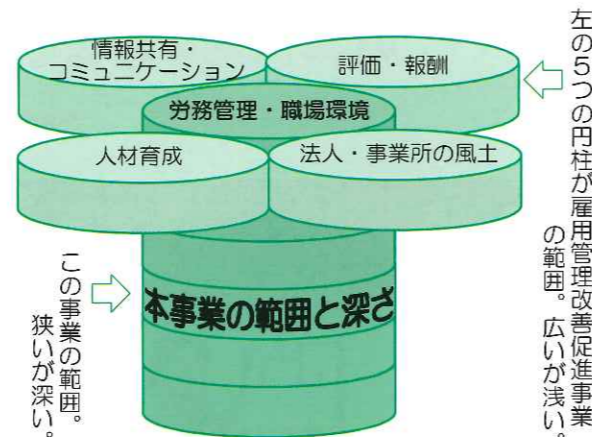 情報共有・
コミュニケーション
評価・報酬
労務管理・職場環境
人材育成
法人・事業所の風土
本事業の範囲と深さ
左の5つの円柱が雇用管理改善促進事業
の範囲。広いが浅い。
この事業の範囲。
狭いが深い。